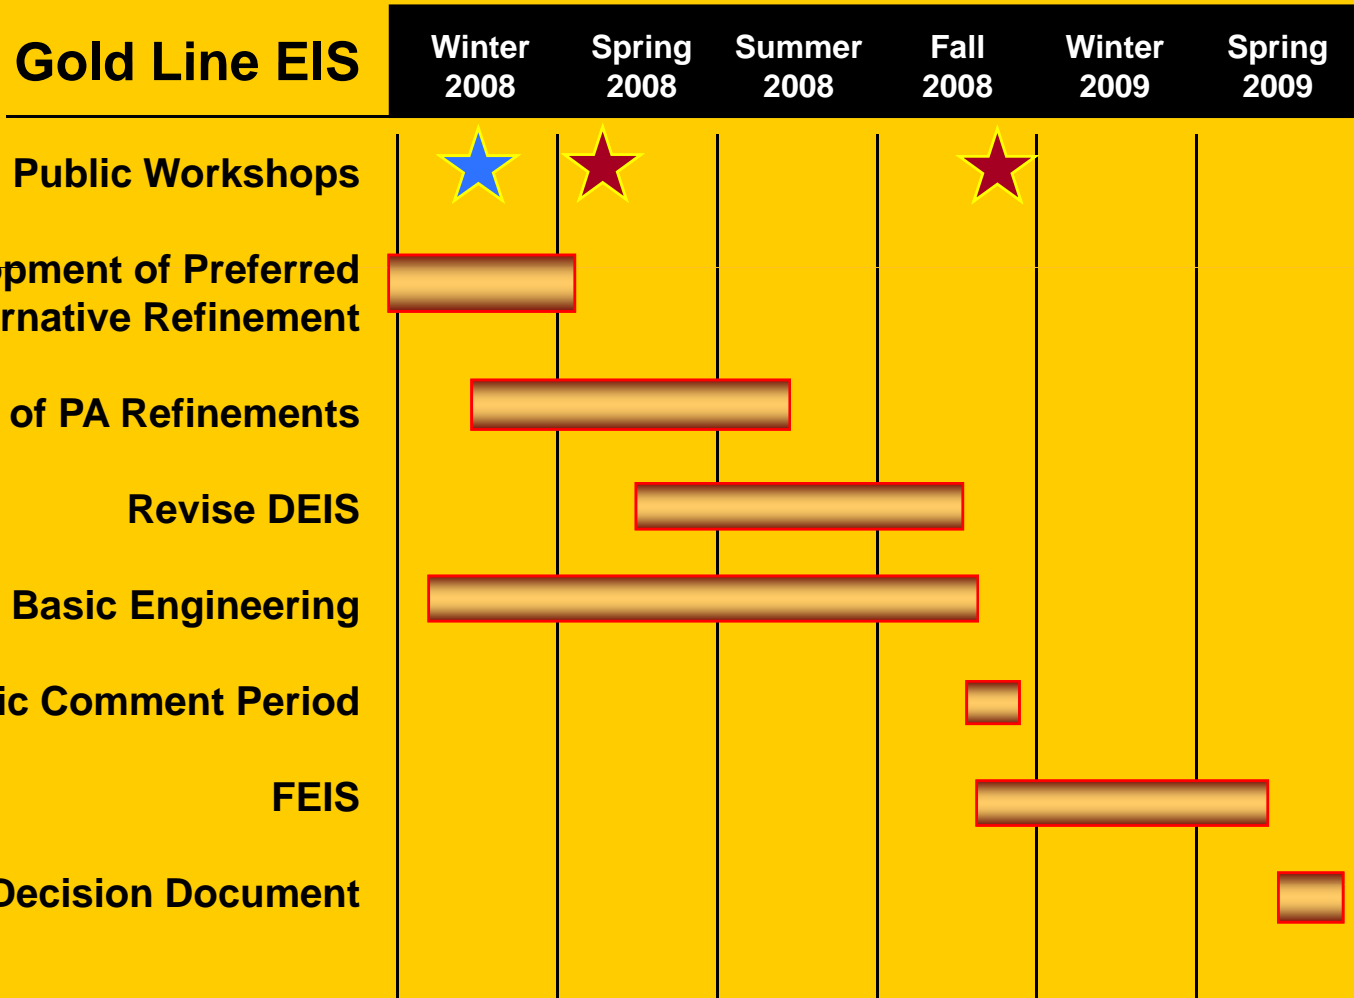 Gold Line EIS
Winter 2008
Spring 2008
Summer 2008
Fall 2008
Winter 2009
Spring 2009
Public Workshops
opment of Preferred
rnative Refinement
of PA Refinements
Revise DEIS
Basic Engineering
ic Comment Period
FEIS
Decision Document